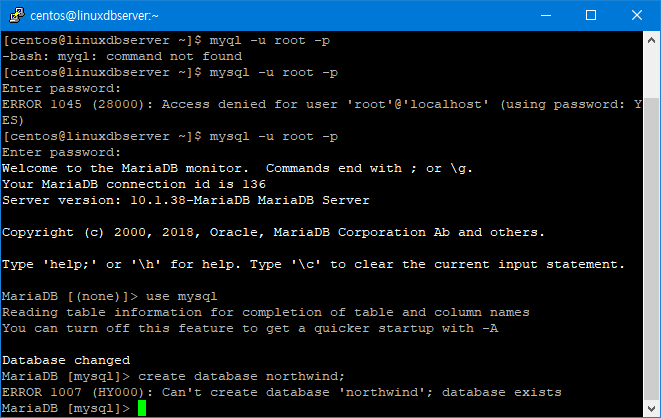 centos@linuxdbserver:~
[centos@linuxdbserver ~]$ myql -u root -p
-bash: myql: command not found
[centos@linuxdbserver ~]$ mysql -u root -p
Enter password:
ERROR 1045 (28000): Access denied for user 'root'@'localhost' (using password: Y
ES)
[centos@linuxdbserver ~]$ mysql -u root -p
Enter password:
Welcome to the MariaDB monitor.  Commands end with ; or \g.
Your MariaDB connection id is 136
Server version: 10.1.38-MariaDB MariaDB Server
Copyright (c) 2000, 2018, Oracle, MariaDB Corporation Ab and others.
Type 'help;' or '\h' for help. Type '\c' to clear the current input statement.
MariaDB [(none)]> use mysql
Reading table information for completion of table and column names
You can turn off this feature to get a quicker startup with -A
Database changed
MariaDB [mysql]> create database northwind;
ERROR 1007 (HY000): Can't create database 'northwind'; database exists
MariaDB [mysql]>